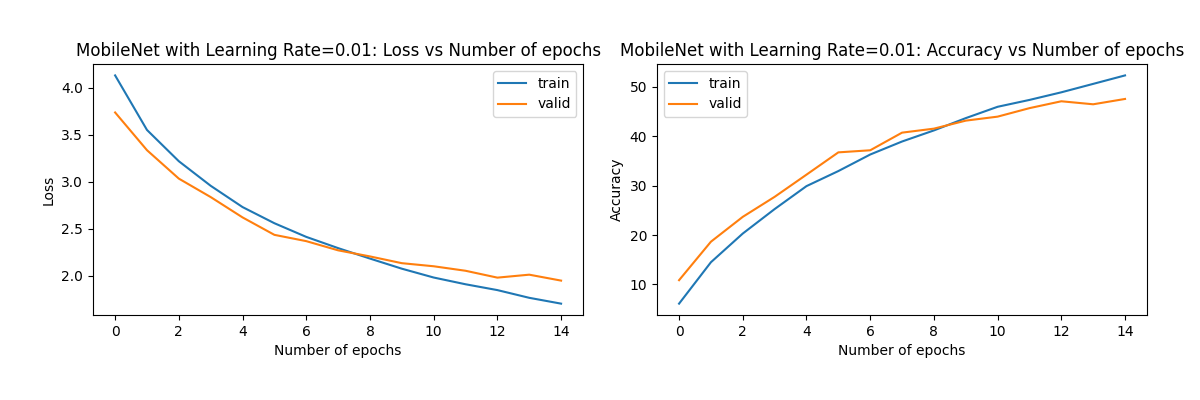 MobileNet with Learning Rate=0.01: Loss vs Number of epochs
4.0
3.5
3.0
2.5
2.0
Loss
train
valid
0 2 4 6 8 10 12 14
Number of epochs
MobileNet with Learning Rate=0.01: Accuracy vs Number of epochs
50
40
30
20
10
Accuracy
train
valid
0 2 4 6 8 10 12 14
Number of epochs